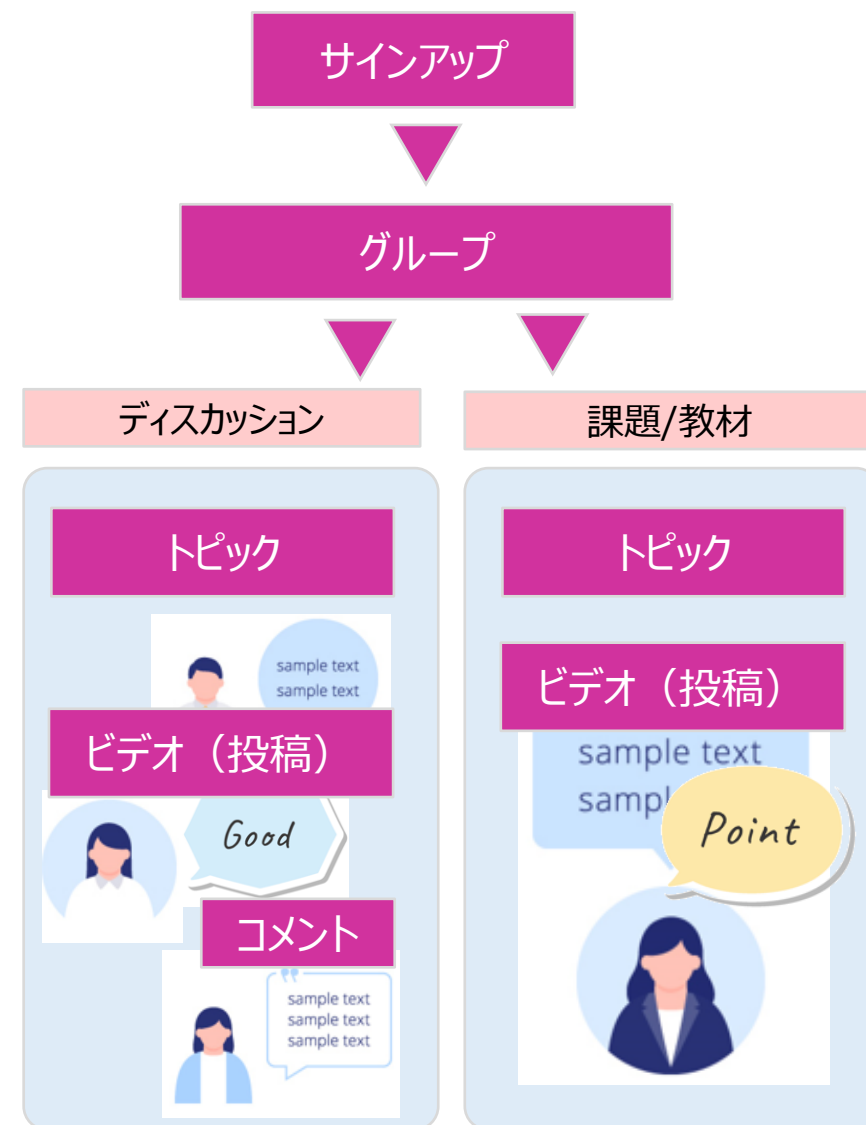 サインアップ
グループ
ディスカッション
トピック
sample text
sample text
ビデオ（投稿）
Good
コメント
sample text
sample text
sample text
課題/教材
トピック
ビデオ（投稿）
sample text
sampl
Point